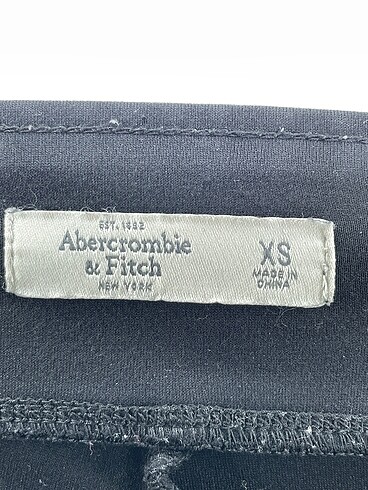 EST. 1892
Abercrombie
& Fitch
NEW YORK
XS
MADE IN
CHINA